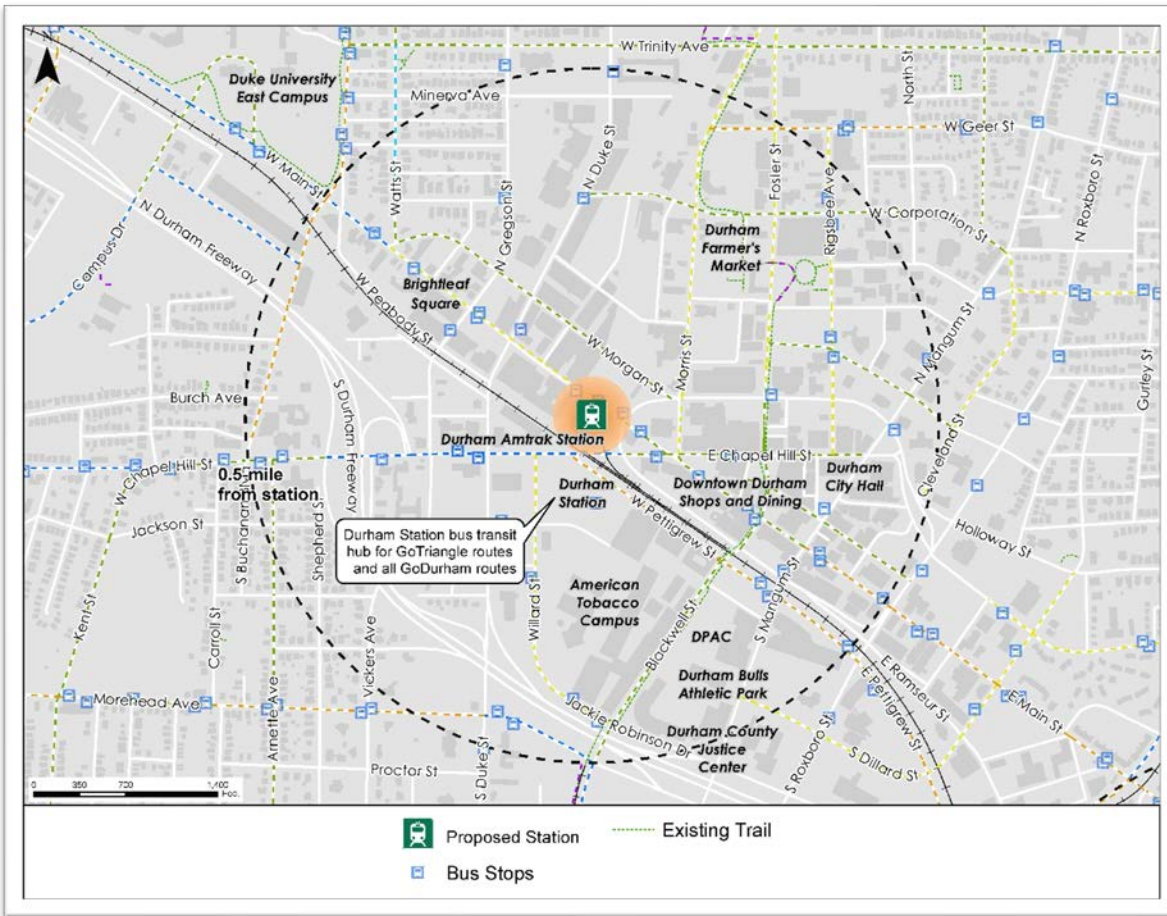 W Trinity Ave
North St
Duke University
East Campus
Minerva Ave
W Geer St
N Duke St
Foster St
W Main St
Watts St
N Gregson St
Rigsbee Ave
W Corporation St
N Roxboro St
Campus Dr
N Durham Freeway
Durham
Farmer's
Market
Brightleaf
Square
W Peabody St
W Morgan St
Morris St
N Mangum St
Gurley St
Burch Ave
S Durham Freeway
Durham Amtrak Station
E Chapel Hill St
W Chapel Hill St
0.5 mile
from station
Durham
Station
Downtown Durham
Shops and Dining
Durham
City Hall
Cleveland St
Jackson St
S Buchanan
Shepherd St
W Pettigrew St
Holloway St
Durham Station bus transit
hub for GoTriangle routes
and all GoDurham routes
American
Tobacco
Campus
Willard St
Blackwell St
S Mangum St
Kent St
Carroll St
Vickers Ave
DPAC
Durham Bulls
Athletic Park
E Ramseur St
E Pettigrew St
E Main St
Morehead Ave
Arnette Ave
Jackie Robinson Dr
Durham County
Justice
Center
S Roxboro St
S Dillard St
Proctor St
S Duke St
0 350 700 1,400
Proposed Station
Existing Trail
Bus Stops